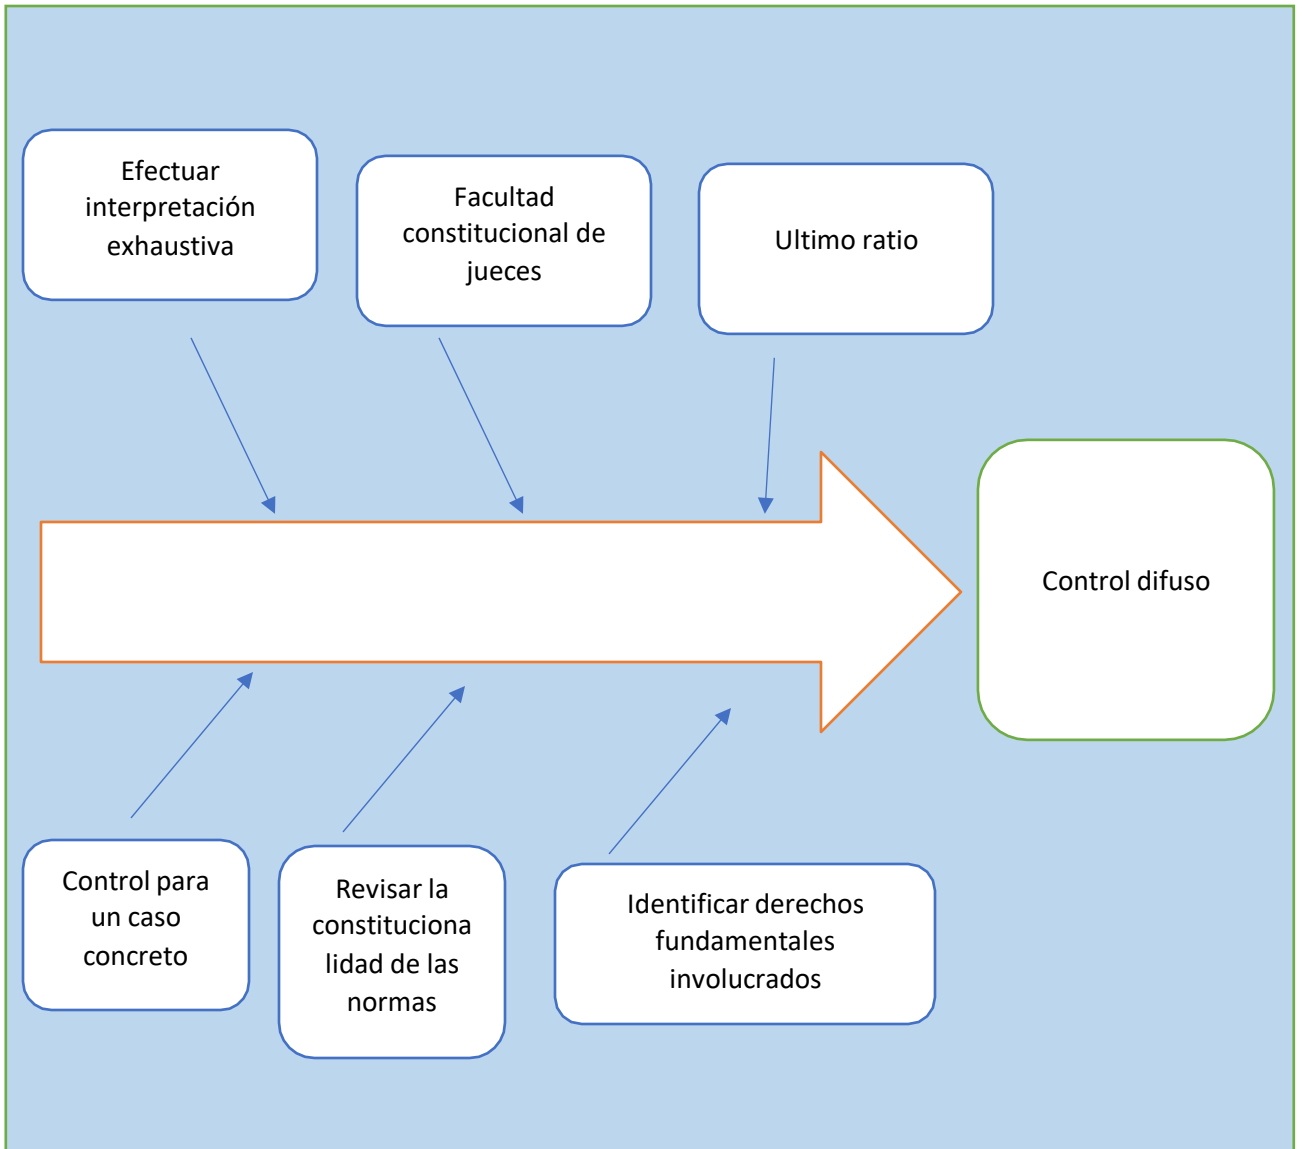 Efectuar
interpretación
exhaustiva
Facultad
constitucional de
jueces
Ultimo ratio
Control difuso
Control para
un caso
concreto
Revisar la
constituciona
lidad de las
normas
Identificar derechos
fundamentales
involucrados